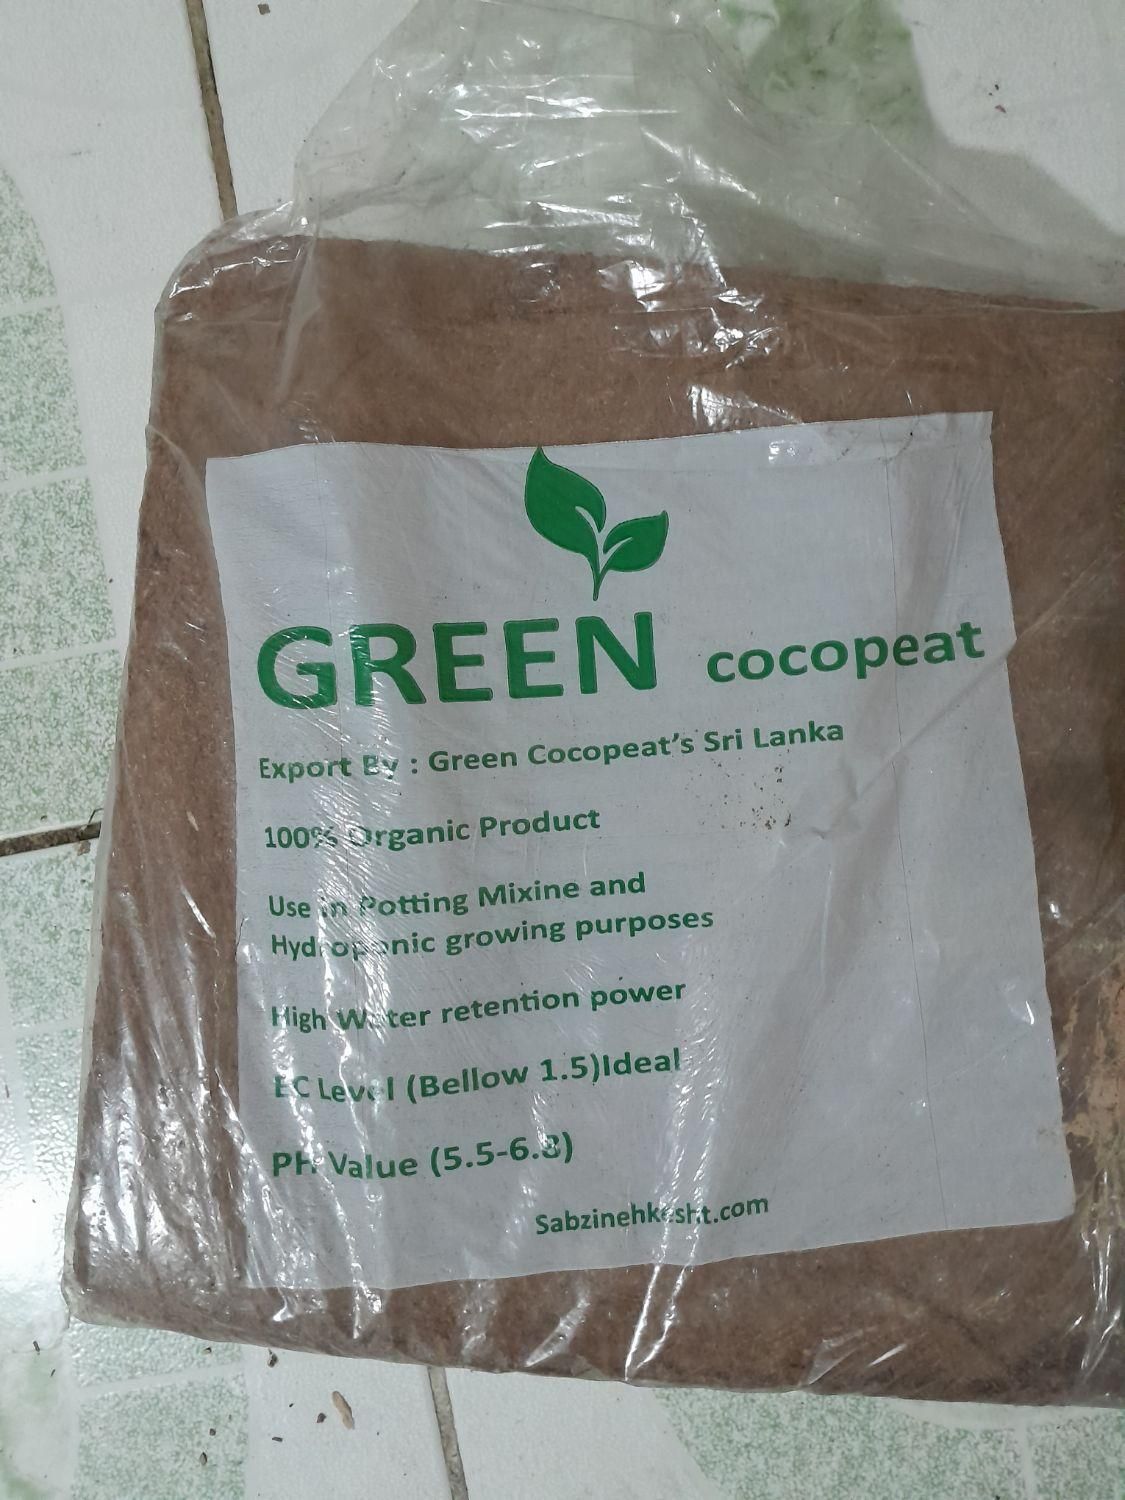 GREEN cocopeat
Export By : Green Cocopeat's Sri Lanka
100% Organic Product
Use in Potting Mixine and
Hydroponic growing purposes
High Water retention power
EC Level (Bellow 1.5)Ideal
PH Value (5.5-6.8)
Sabzinehkesht.com